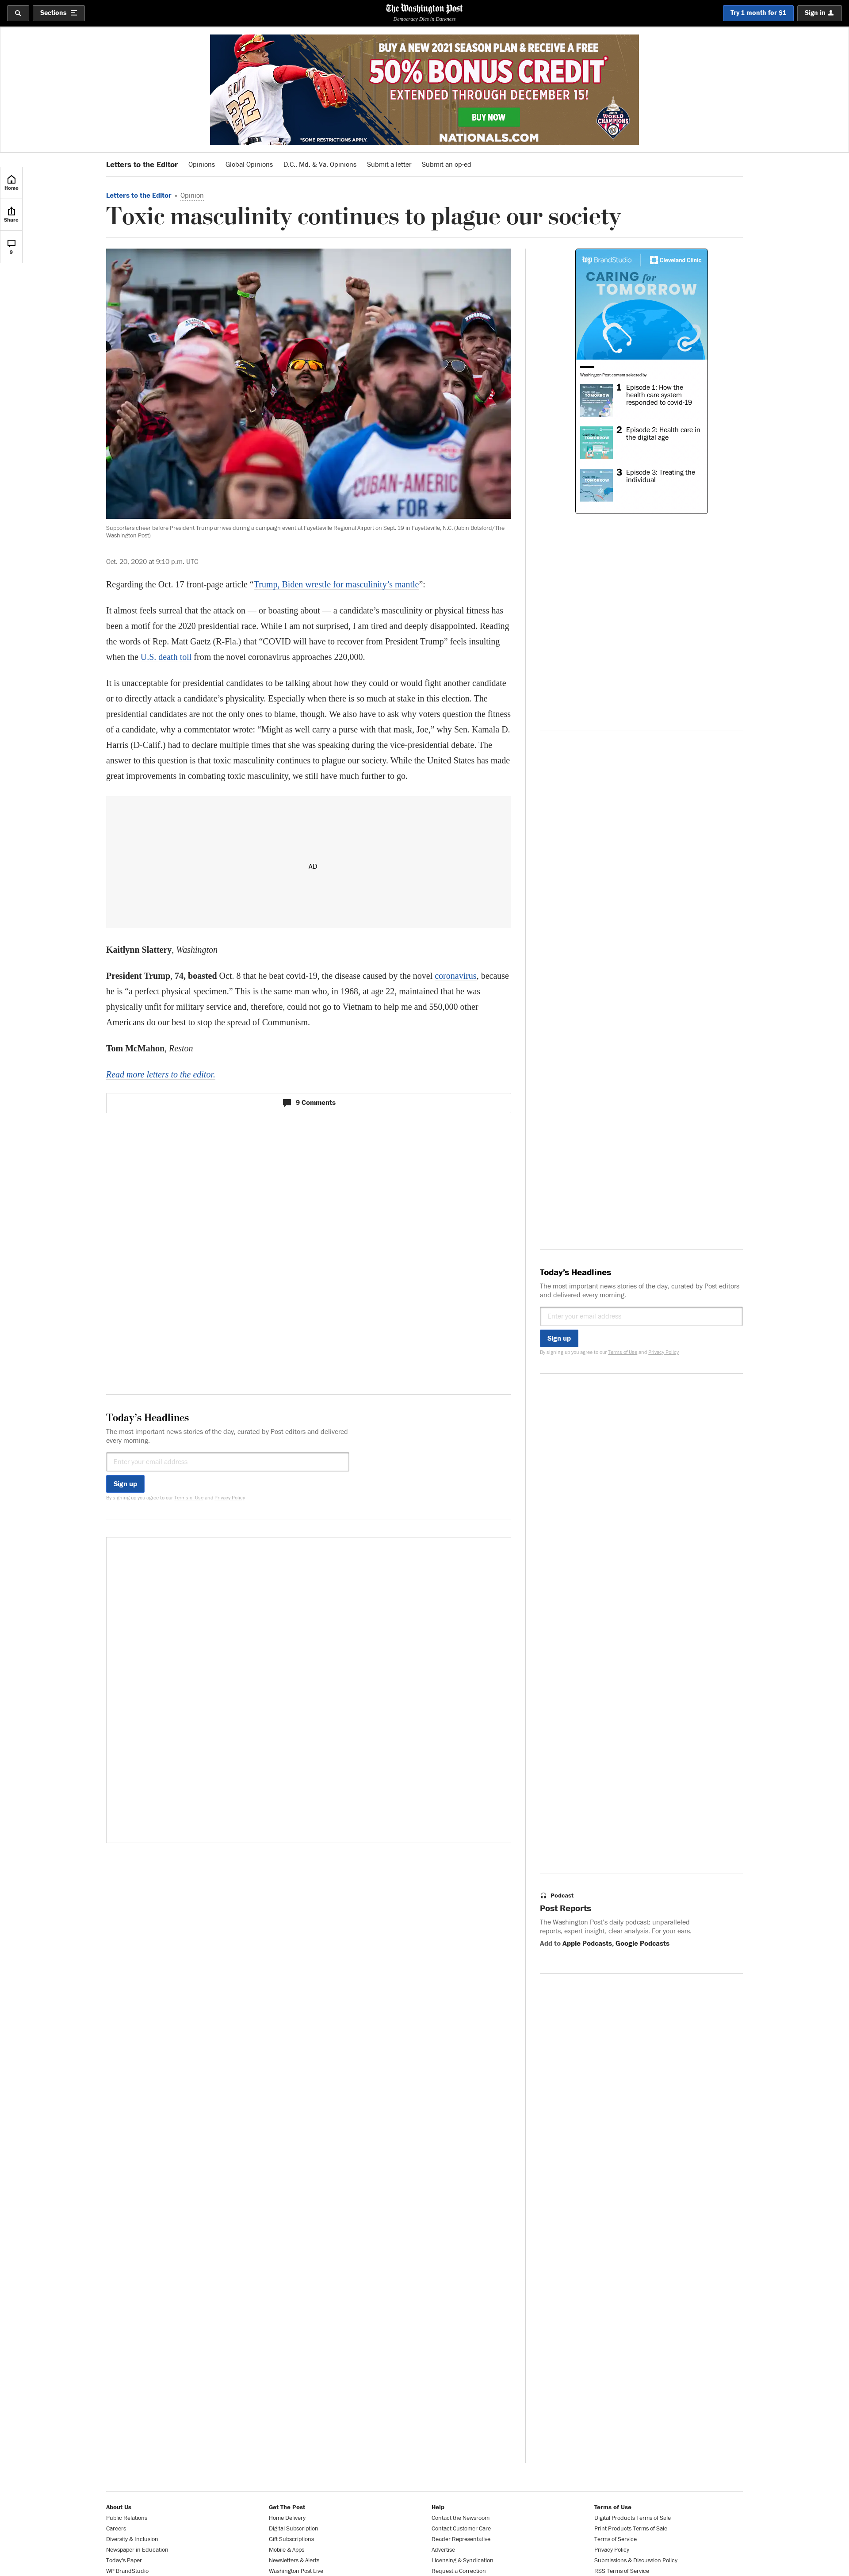 Sections
The Washington Post
Democracy Dies in Darkness
Try 1 month for $1
Sign in
BUY A NEW 2021 SEASON PLAN & RECEIVE A FREE
50% BONUS CREDIT*
EXTENDED THROUGH DECEMBER 15!
BUY NOW
*SOME RESTRICTIONS APPLY.
NATIONALS.COM
WORLD CHAMPIONS
22
Letters to the Editor
Opinions
Global Opinions
D.C., Md. & Va. Opinions
Submit a letter
Submit an op-ed
Home
Share
9
Letters to the Editor • Opinion
Toxic masculinity continues to plague our society
CUBAN-AMERIC
FOR
Supporters cheer before President Trump arrives during a campaign event at Fayetteville Regional Airport on Sept. 19 in Fayetteville, N.C. (Jabin Botsford/The
Washington Post)
Oct. 20, 2020 at 9:10 p.m. UTC
Regarding the Oct. 17 front-page article “Trump, Biden wrestle for masculinity’s mantle”:
It almost feels surreal that the attack on — or boasting about — a candidate’s masculinity or physical fitness has
been a motif for the 2020 presidential race. While I am not surprised, I am tired and deeply disappointed. Reading
the words of Rep. Matt Gaetz (R-Fla.) that “COVID will have to recover from President Trump” feels insulting
when the U.S. death toll from the novel coronavirus approaches 220,000.
It is unacceptable for presidential candidates to be talking about how they could or would fight another candidate
or to directly attack a candidate’s physicality. Especially when there is so much at stake in this election. The
presidential candidates are not the only ones to blame, though. We also have to ask why voters question the fitness
of a candidate, why a commentator wrote: “Might as well carry a purse with that mask, Joe,” why Sen. Kamala D.
Harris (D-Calif.) had to declare multiple times that she was speaking during the vice-presidential debate. The
answer to this question is that toxic masculinity continues to plague our society. While the United States has made
great improvements in combating toxic masculinity, we still have much further to go.
AD
Kaitlynn Slattery, Washington
President Trump, 74, boasted Oct. 8 that he beat covid-19, the disease caused by the novel coronavirus, because
he is “a perfect physical specimen.” This is the same man who, in 1968, at age 22, maintained that he was
physically unfit for military service and, therefore, could not go to Vietnam to help me and 550,000 other
Americans do our best to stop the spread of Communism.
Tom McMahon, Reston
Read more letters to the editor.
9 Comments
Today’s Headlines
The most important news stories of the day, curated by Post editors and delivered
every morning.
Enter your email address
Sign up
By signing up you agree to our Terms of Use and Privacy Policy
BrandStudio
Cleveland Clinic
CARING for
TOMORROW
Washington Post content selected by
1 Episode 1: How the
health care system
responded to covid-19
2 Episode 2: Health care in
the digital age
3 Episode 3: Treating the
individual
Today’s Headlines
The most important news stories of the day, curated by Post editors
and delivered every morning.
Enter your email address
Sign up
By signing up you agree to our Terms of Use and Privacy Policy
Podcast
Post Reports
The Washington Post’s daily podcast: unparalleled
reports, expert insight, clear analysis. For your ears.
Add to Apple Podcasts, Google Podcasts
About Us
Public Relations
Careers
Diversity & Inclusion
Newspaper in Education
Today’s Paper
WP BrandStudio
Get The Post
Home Delivery
Digital Subscription
Gift Subscriptions
Mobile & Apps
Newsletters & Alerts
Washington Post Live
Help
Contact the Newsroom
Contact Customer Care
Reader Representative
Advertise
Licensing & Syndication
Request a Correction
Terms of Use
Digital Products Terms of Sale
Print Products Terms of Sale
Terms of Service
Privacy Policy
Submissions & Discussion Policy
RSS Terms of Service